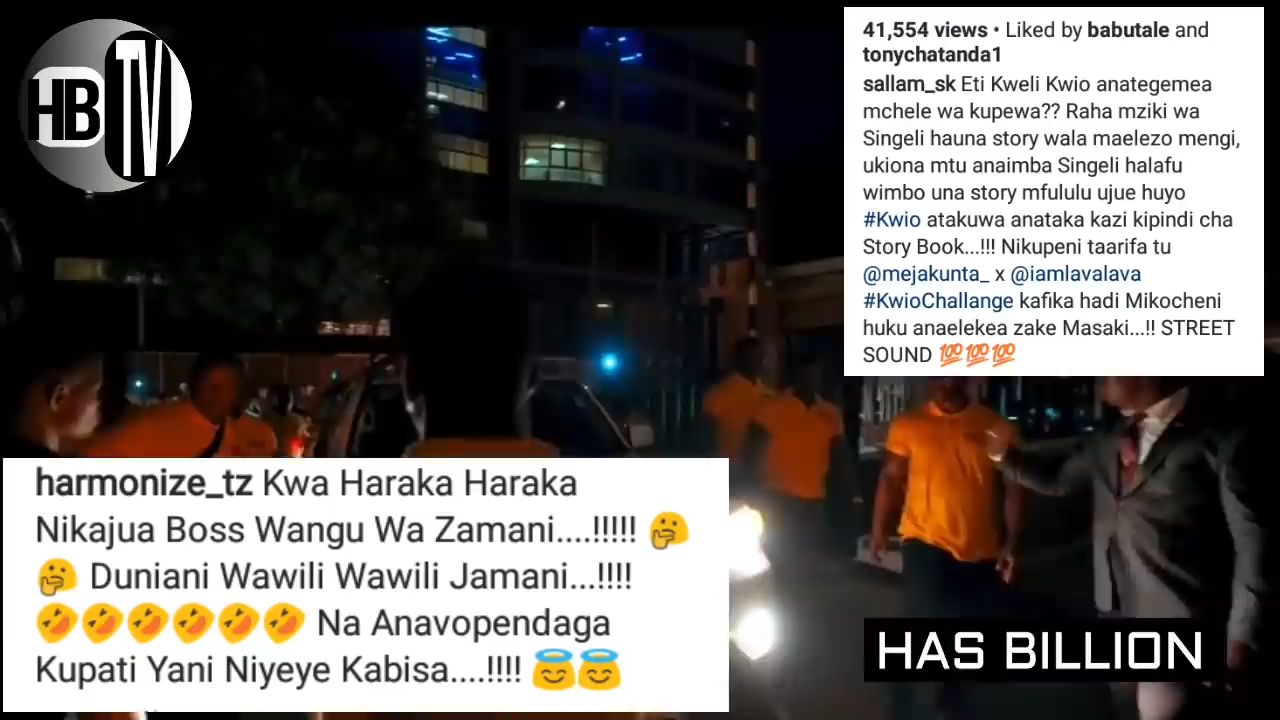 HB TV
41,554 views • Liked by babutale and
tonychatanda1
sallam_sk Eti Kweli Kwio anategemea
mchele wa kupewa?? Raha mziki wa
Singeli hauna story wala maelezo mengi,
ukiona mtu anaimba Singeli halafu
wimbo una story mfululu ujue huyo
#Kwio atakuwa anataka kazi kipindi cha
Story Book...!!! Nikupeni taarifa tu
@mejakunta_ x @iamlavalava
#KwioChallange kafika hadi Mikocheni
huku anaelekea zake Masaki...!! STREET
SOUND 💯💯💯
harmonize_tz Kwa Haraka Haraka
Nikajua Boss Wangu Wa Zamani....!!!!! 🤔
🤔 Duniani Wawili Wawili Jamani...!!!!
🤣🤣🤣🤣🤣🤣 Na Anavopendaga
Kupati Yani Niyeye Kabisa....!!!! 😇😇
HAS BILLION